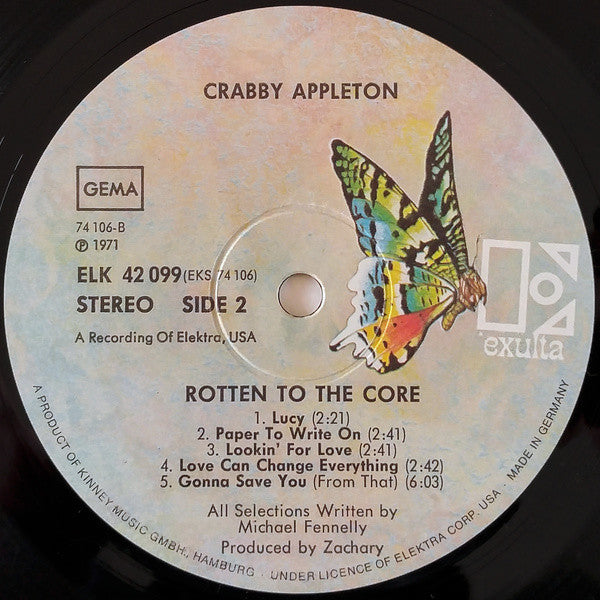 CRABBY APPLETON
GEMA
74 106-B
℗ 1971
ELK 42 099 (EKS 74 106)
STEREO SIDE 2
A Recording Of Elektra, USA
exulta
ROTTEN TO THE CORE
1. Lucy (2:21)
2. Paper To Write On (2:41)
3. Lookin' For Love (2:41)
4. Love Can Change Everything (2:42)
5. Gonna Save You (From That) (6:03)
All Selections Written by
Michael Fennelly
Produced by Zachary
A PRODUCT OF KINNEY MUSIC GMBH., HAMBURG · UNDER LICENCE OF ELEKTRA CORP. USA · MADE IN GERMANY